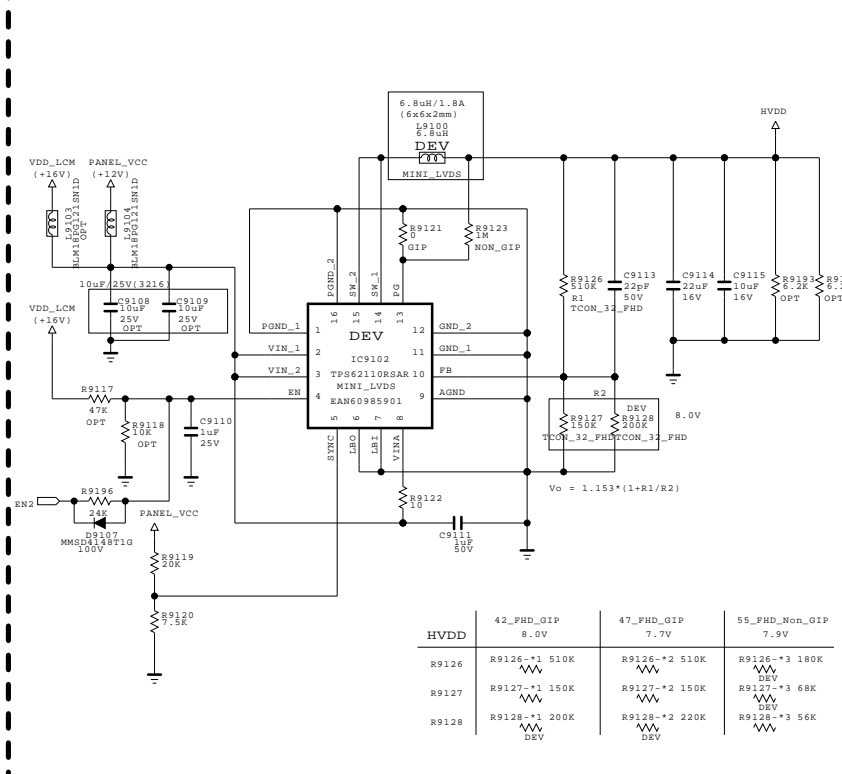 6.8uH/1.8A
(6x6x2mm)
L9100
6.8uH
DEV
MINI_LVDS
HVDD
VDD_LCM
(+16V)
PANEL_VCC
(+12V)
L9103
BLM18PG121SN1D
OPT
L9104
BLM18PG121SN1D
10uF/25V(3216)
C9108
10uF
25V
OPT
C9109
10uF
25V
OPT
VDD_LCM
(+16V)
R9121
0
GIP
R9123
1M
NON_GIP
PGND_2
SW_2
SW_1
PG
16
15
14
13
PGND_1
1
VIN_1
2
VIN_2
3
EN
4
DEV
IC9102
TPS62110RSAR
MINI_LVDS
EAN60985901
12
GND_2
11
GND_1
10
FB
9
AGND
5
6
7
8
SYNC
LBO
LBI
VINA
R9126
510K
R1
TCON_32_FHD
C9113
22pF
50V
C9114
22uF
16V
C9115
10uF
16V
R9193
6.2K
OPT
OPT
R9117
47K
OPT
R9118
10K
OPT
C9110
1uF
25V
R2
R9127
150K
TCON_32_FHD
DEV
R9128
200K
TCON_32_FHD
8.0V
Vo = 1.153*(1+R1/R2)
EN2
R9196
24K
D9107
MMSD4148T1G
100V
PANEL_VCC
R9119
20K
R9120
7.5K
R9122
10
C9111
1uF
50V
HVDD
42_FHD_GIP
8.0V
47_FHD_GIP
7.7V
55_FHD_Non_GIP
7.9V
R9126
R9126-*1 510K
R9126-*2 510K
R9126-*3 180K
DEV
R9127
R9127-*1 150K
R9127-*2 150K
R9127-*3 68K
DEV
R9128
R9128-*1 200K
DEV
R9128-*2 220K
DEV
R9128-*3 56K